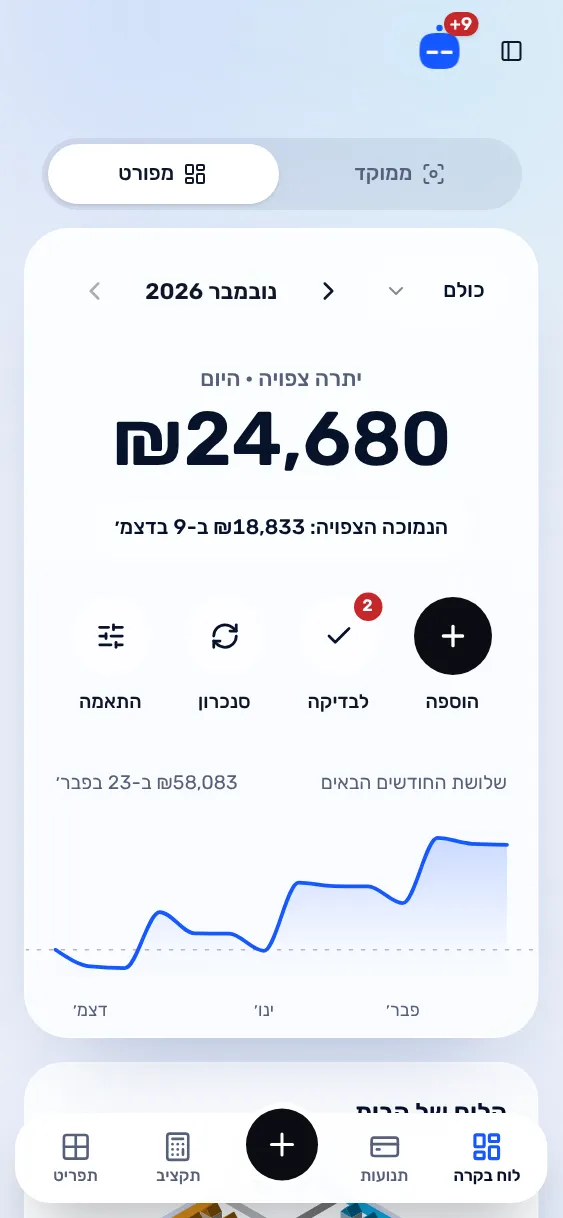 9+
ממוקד מפורט
כולם נובמבר 2026
יתרה צפויה • היום
₪24,680
הנמוכה הצפויה: ₪18,833 ב-9 בדצמ׳
2
הוספה לבדיקה סנכרון התאמה
שלושת החודשים הבאים ₪58,083 ב-23 בפבר׳
דצמ׳ ינו׳ פבר׳
לוח בקרה תנועות תקציב תפריט